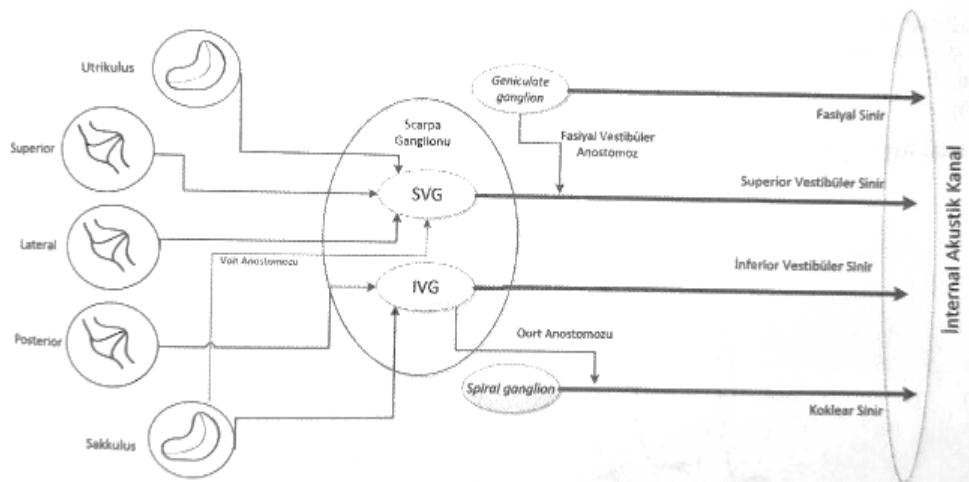 Utrikulus
Superior
Lateral
Posterior
Sakkulus
Scarpa
Ganglionu
SVG
IVG
Voit Anostomozu
Geniculate
ganglion
Fasiyal Vestibüler
Anostomoz
Oort Anostomozu
Spiral ganglion
Fasiyal Sinir
Superior Vestibüler Sinir
İnferior Vestibüler Sinir
Koklear Sinir
İnternal Akustik Kanal